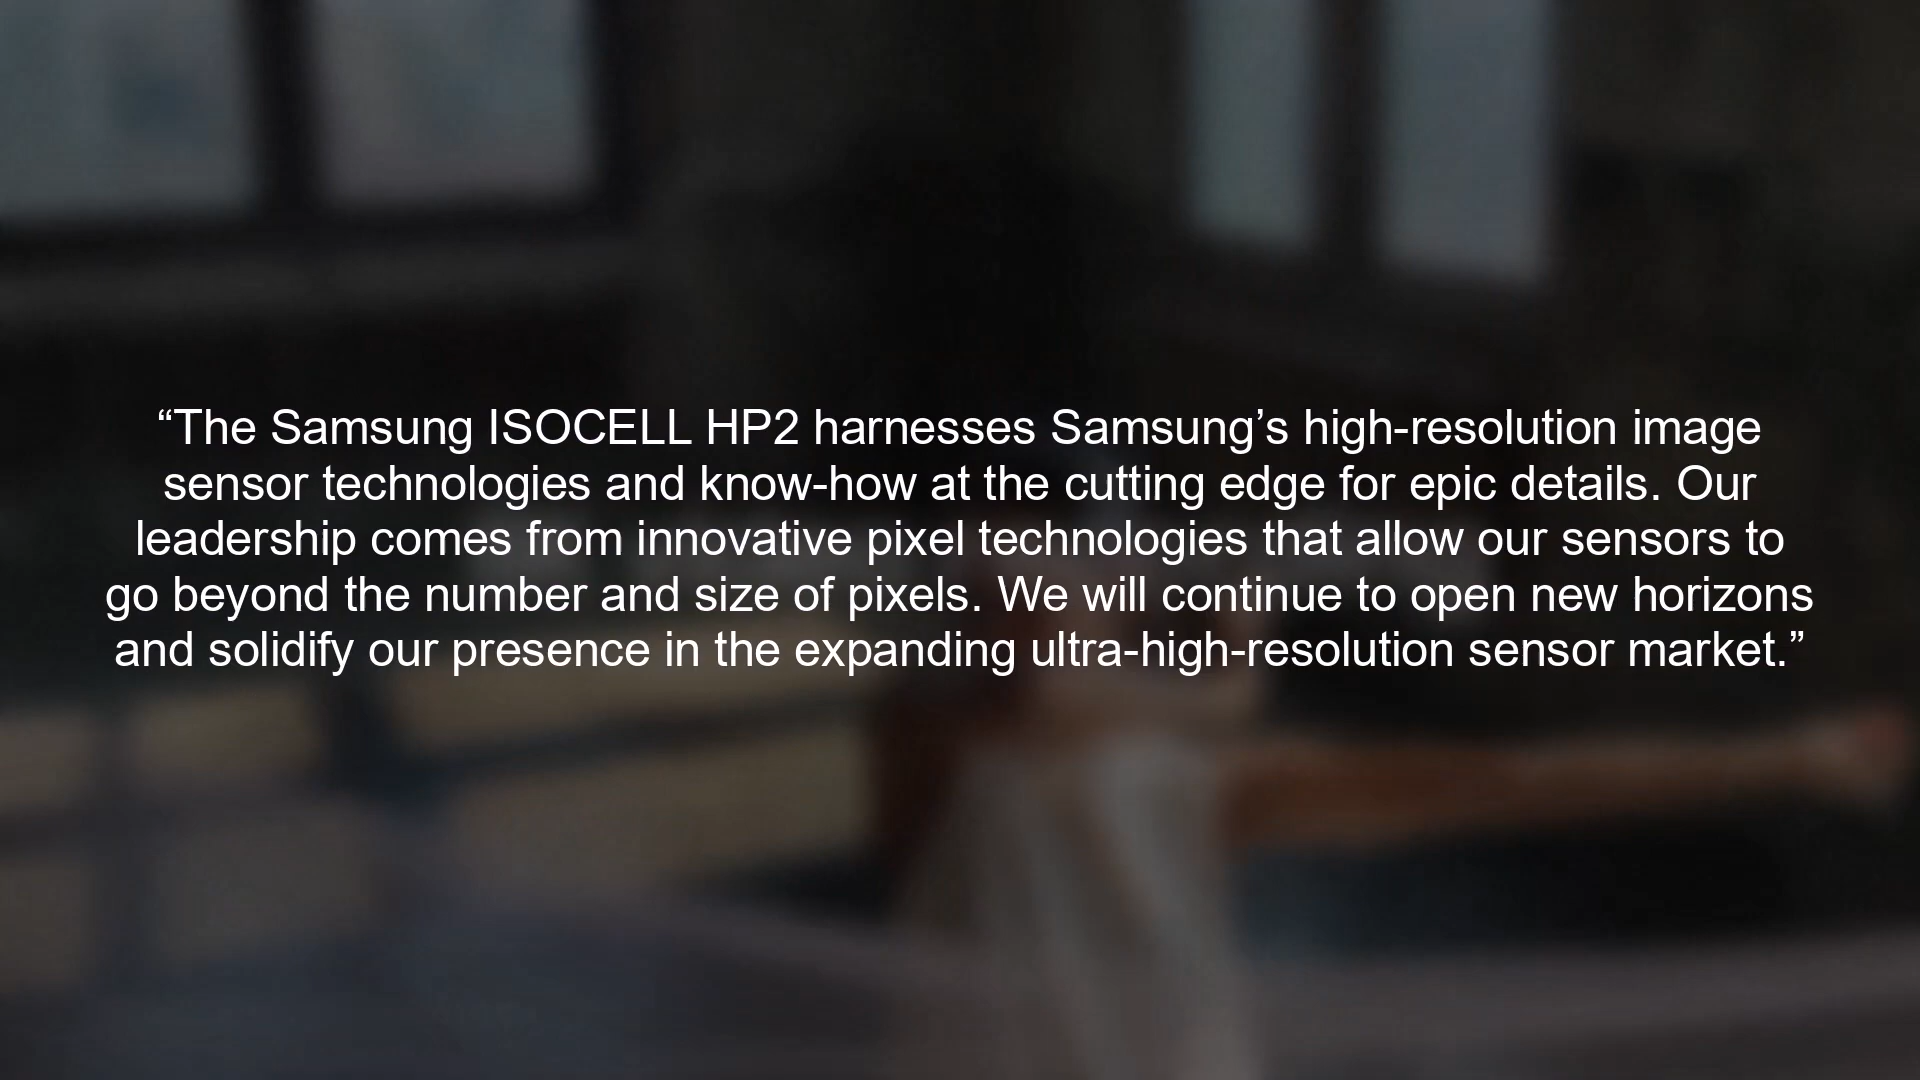 “The Samsung ISOCELL HP2 harnesses Samsung’s high-resolution image
sensor technologies and know-how at the cutting edge for epic details. Our
leadership comes from innovative pixel technologies that allow our sensors to
go beyond the number and size of pixels. We will continue to open new horizons
and solidify our presence in the expanding ultra-high-resolution sensor market.”